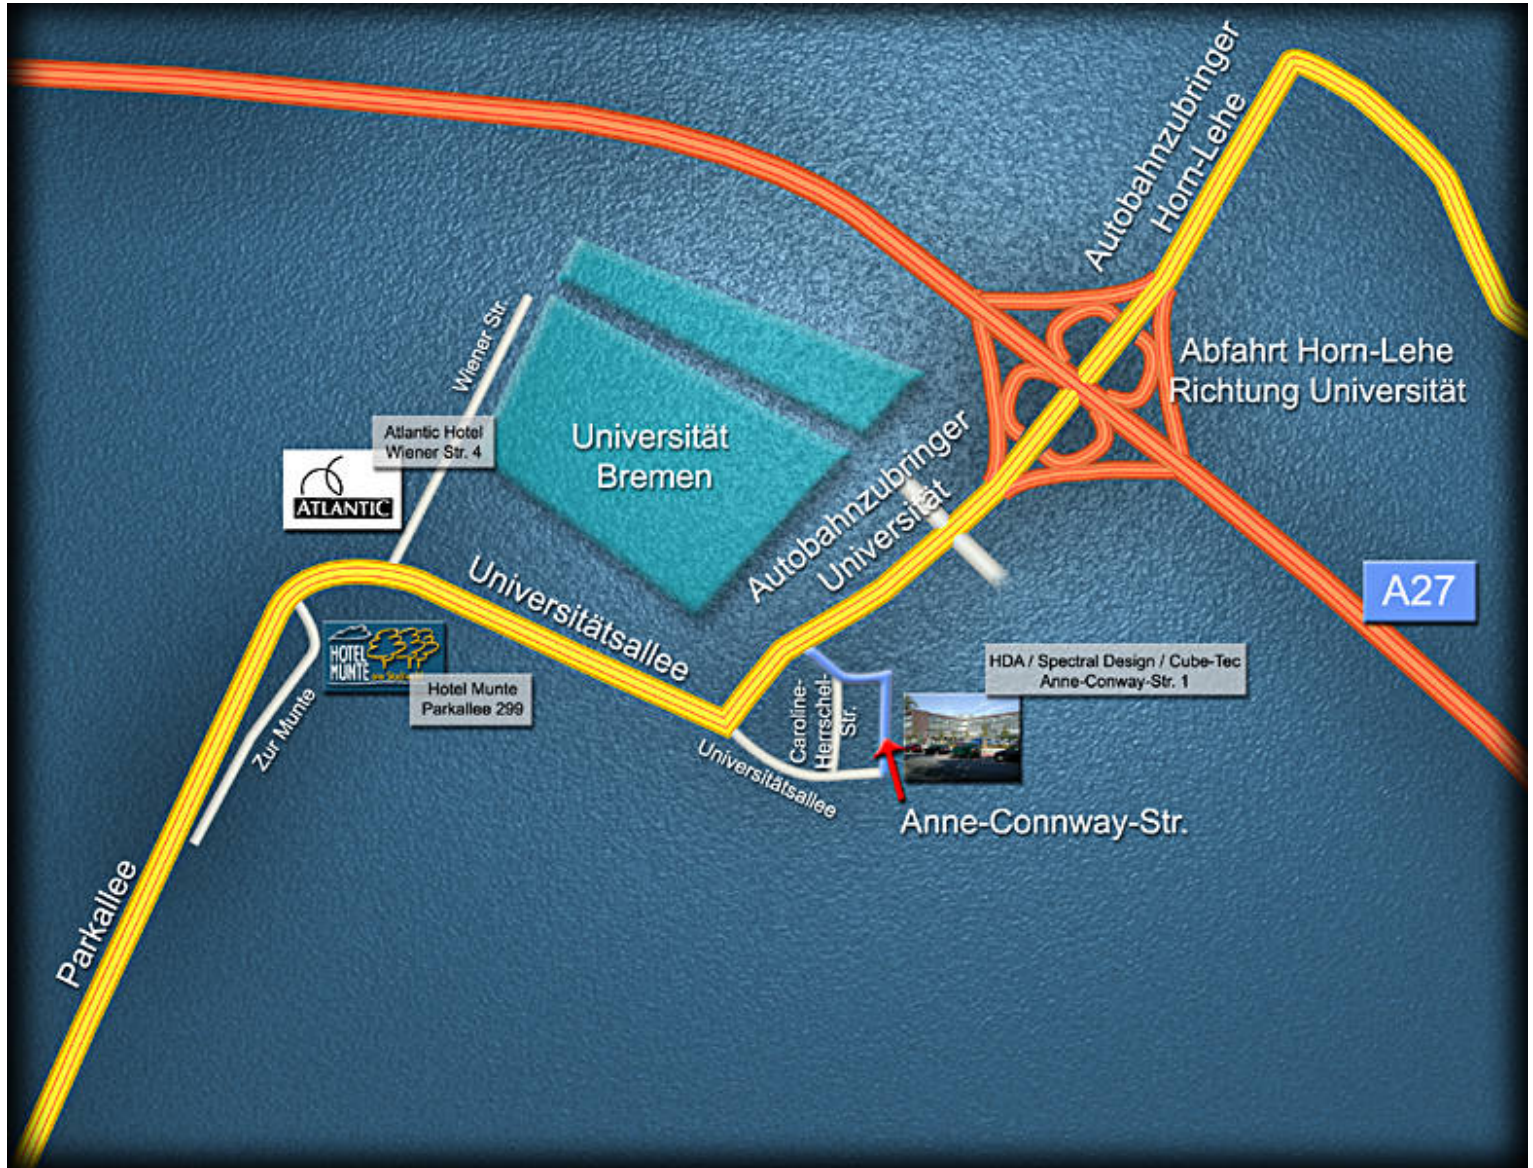 Autobahnzubringer
Horn-Lehe
Wiener Str.
Abfahrt Horn-Lehe
Richtung Universität
Atlantic Hotel
Wiener Str. 4
ATLANTIC
Universität
Bremen
Autobahnzubringer
Universität
Universitätsallee
A27
HOTEL
MUNTE
Hotel Munte
Parkallee 299
Zur Munte
HDA / Spectral Design / Cube-Tec
Anne-Conway-Str. 1
Caroline-
Herrschel-
Str.
Universitätsallee
Anne-Connway-Str.
Parkallee